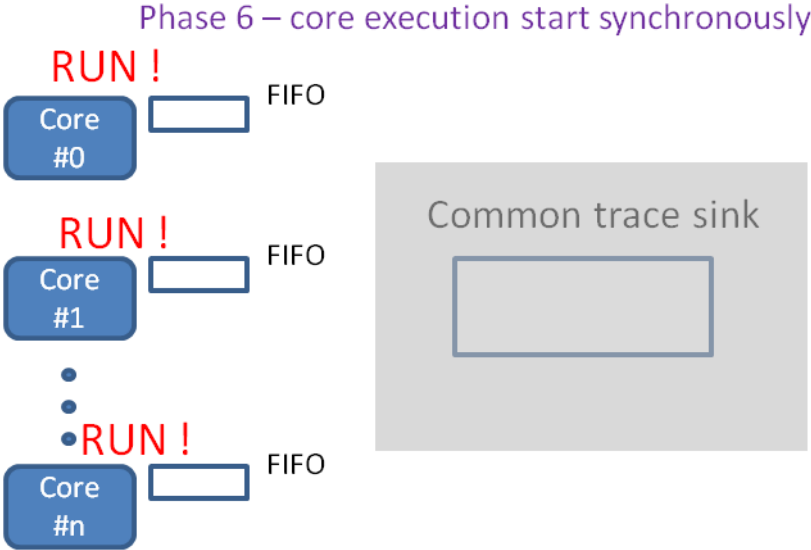 Phase 6 – core execution start synchronously
RUN !
FIFO
Core
#0
Common trace sink
RUN !
FIFO
Core
#1
RUN !
FIFO
Core
#n